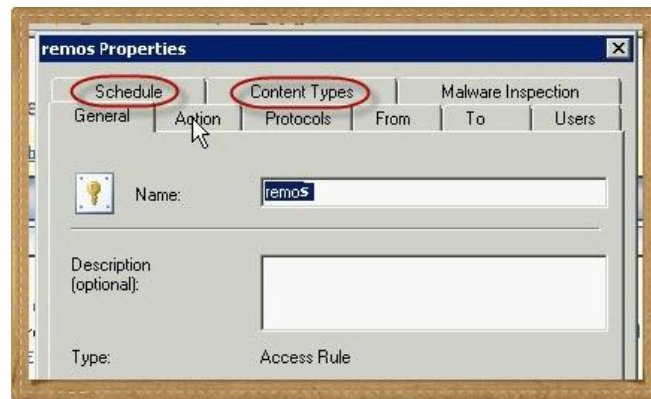 remos Properties
Schedule Content Types Malware Inspection
General Action Protocols From To Users
Name: remos
Description
(optional):
Type: Access Rule